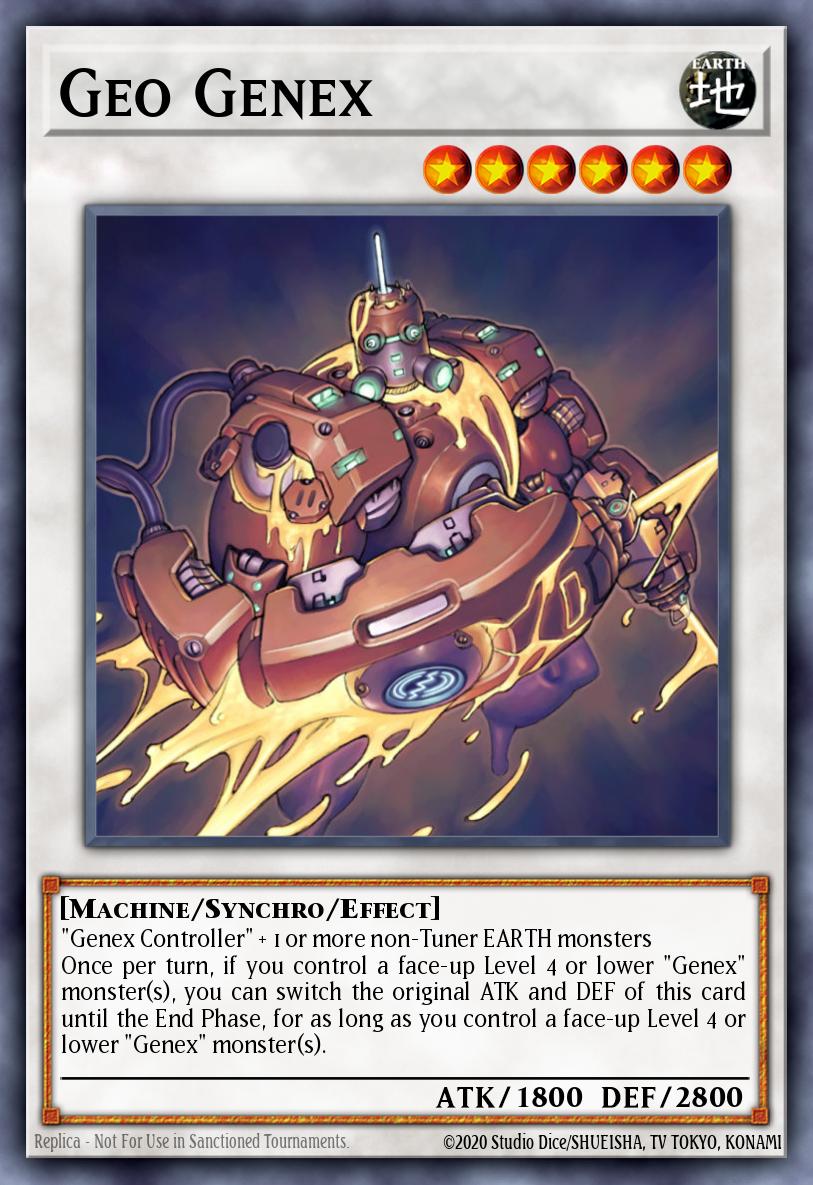 Geo Genex
EARTH
地
[Machine/Synchro/Effect]
"Genex Controller" + 1 or more non-Tuner EARTH monsters
Once per turn, if you control a face-up Level 4 or lower "Genex"
monster(s), you can switch the original ATK and DEF of this card
until the End Phase, for as long as you control a face-up Level 4 or
lower "Genex" monster(s).
ATK/1800 DEF/2800
Replica - Not For Use in Sanctioned Tournaments.
©2020 Studio Dice/SHUEISHA, TV TOKYO, KONAMI